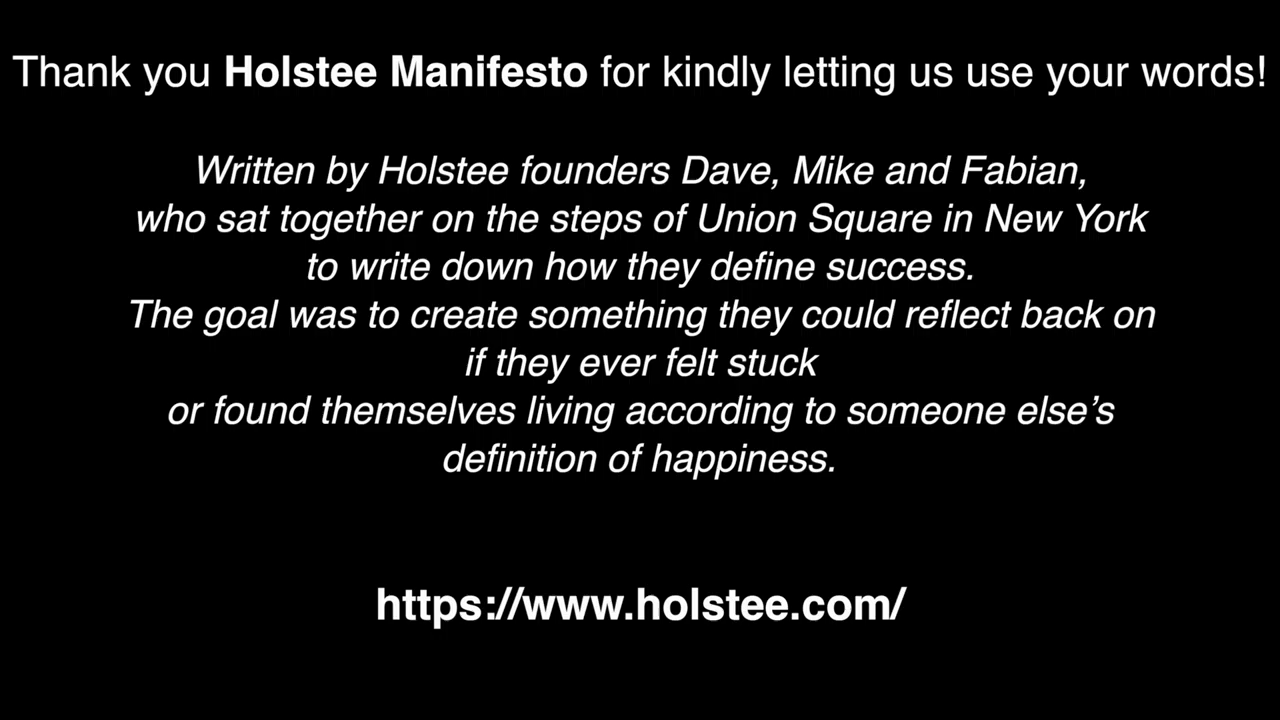 Thank you Holstee Manifesto for kindly letting us use your words!
Written by Holstee founders Dave, Mike and Fabian,
who sat together on the steps of Union Square in New York
to write down how they define success.
The goal was to create something they could reflect back on
if they ever felt stuck
or found themselves living according to someone else’s
definition of happiness.
https://www.holstee.com/